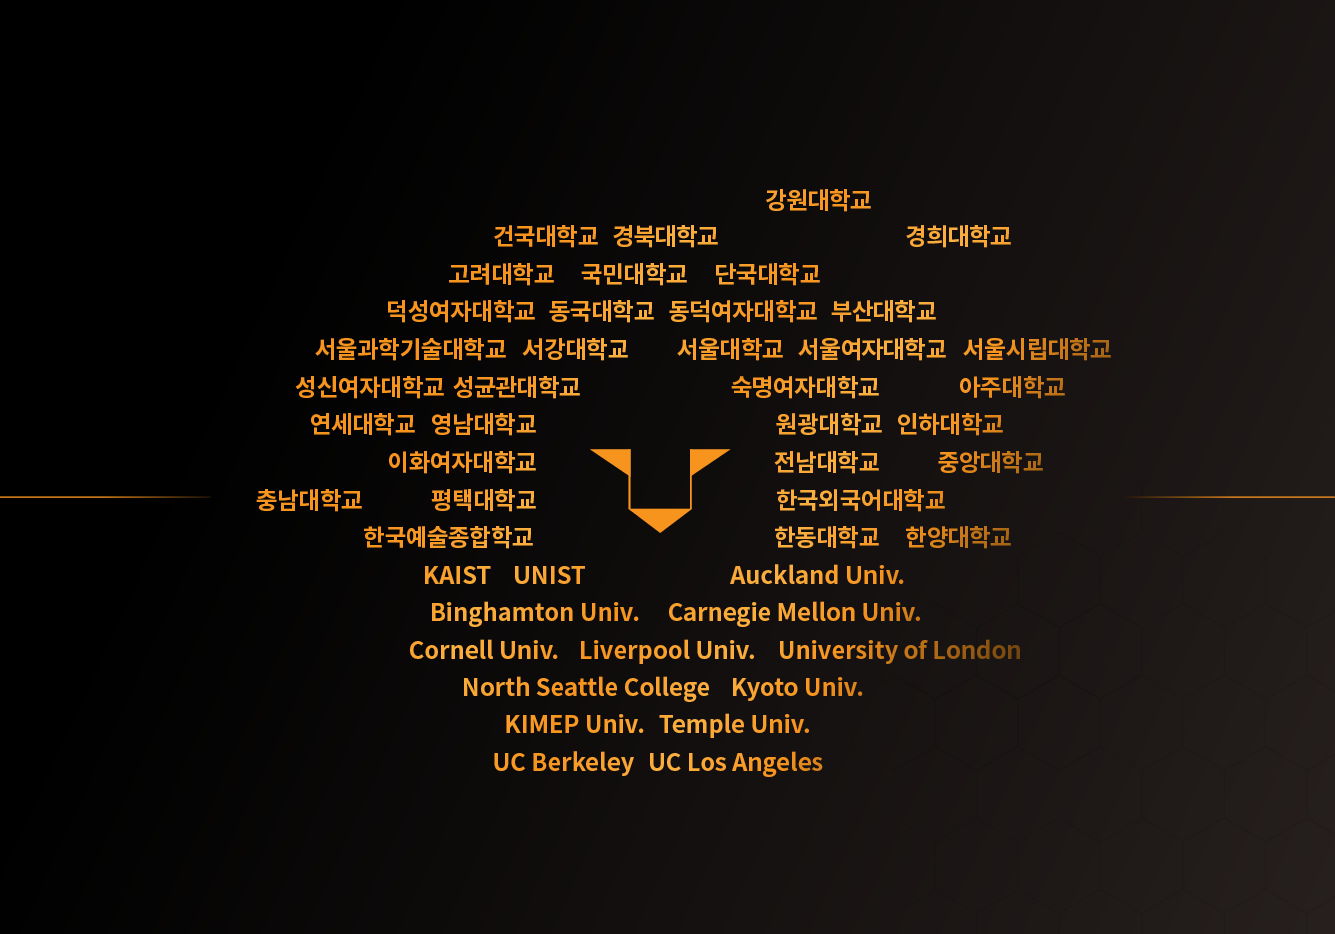 강원대학교
건국대학교 경북대학교 경희대학교
고려대학교 국민대학교 단국대학교
덕성여자대학교 동국대학교 동덕여자대학교 부산대학교
서울과학기술대학교 서강대학교 서울대학교 서울여자대학교 서울시립대학교
성신여자대학교 성균관대학교 숙명여자대학교 아주대학교
연세대학교 영남대학교 원광대학교 인하대학교
이화여자대학교 전남대학교 중앙대학교
충남대학교 평택대학교 한국외국어대학교
한국예술종합학교 한동대학교 한양대학교
KAIST UNIST Auckland Univ.
Binghamton Univ. Carnegie Mellon Univ.
Cornell Univ. Liverpool Univ. University of London
North Seattle College Kyoto Univ.
KIMEP Univ. Temple Univ.
UC Berkeley UC Los Angeles